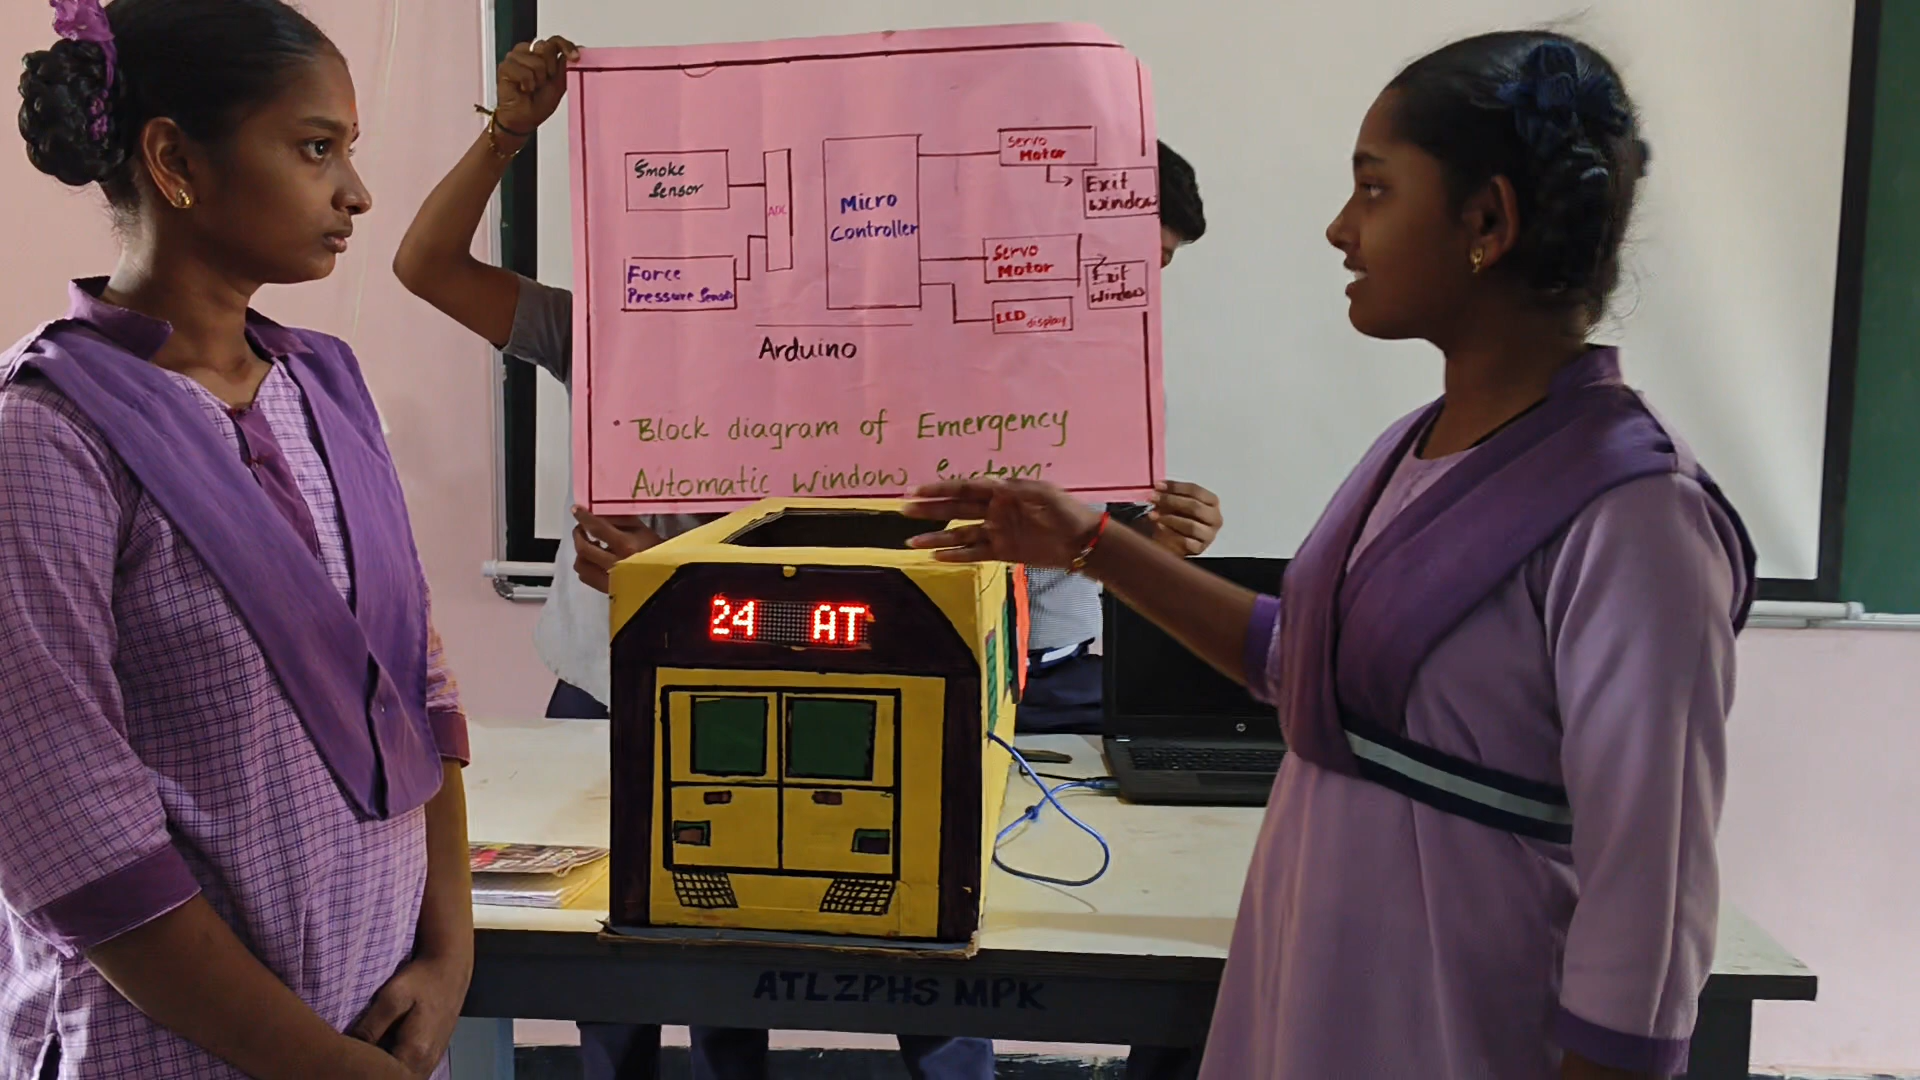 Smoke
Sensor
ADC
Force
Pressure Sensor
Micro
Controller
Servo
Motor
Exit
window
Servo
Motor
Exit
window
LED display
Arduino
• Block diagram of Emergency
Automatic window System.
24 AT
ATLZPHS MPK